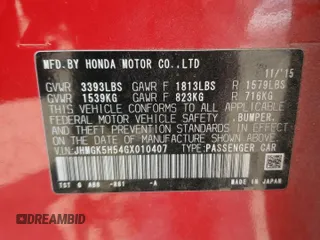 MFD.BY HONDA MOTOR CO.,LTD
11/'15
GVWR 3393LBS GAWR F 1813LBS R 1579LBS
GVWR 1539KG GAWR F 823KG R 716KG
THIS VEHICLE CONFORMS TO ALL APPLICABLE
FEDERAL MOTOR VEHICLE SAFETY, BUMPER,
AND THEFT PREVENTION STANDARDS IN EFFECT
ON THE DATE OF MANUFACTURE SHOWN ABOVE.
V.I.N:JHMGK5H54GX010407 TYPE:PASSENGER CAR
-A
MADE IN JAPAN
AUTOBIDMASTER